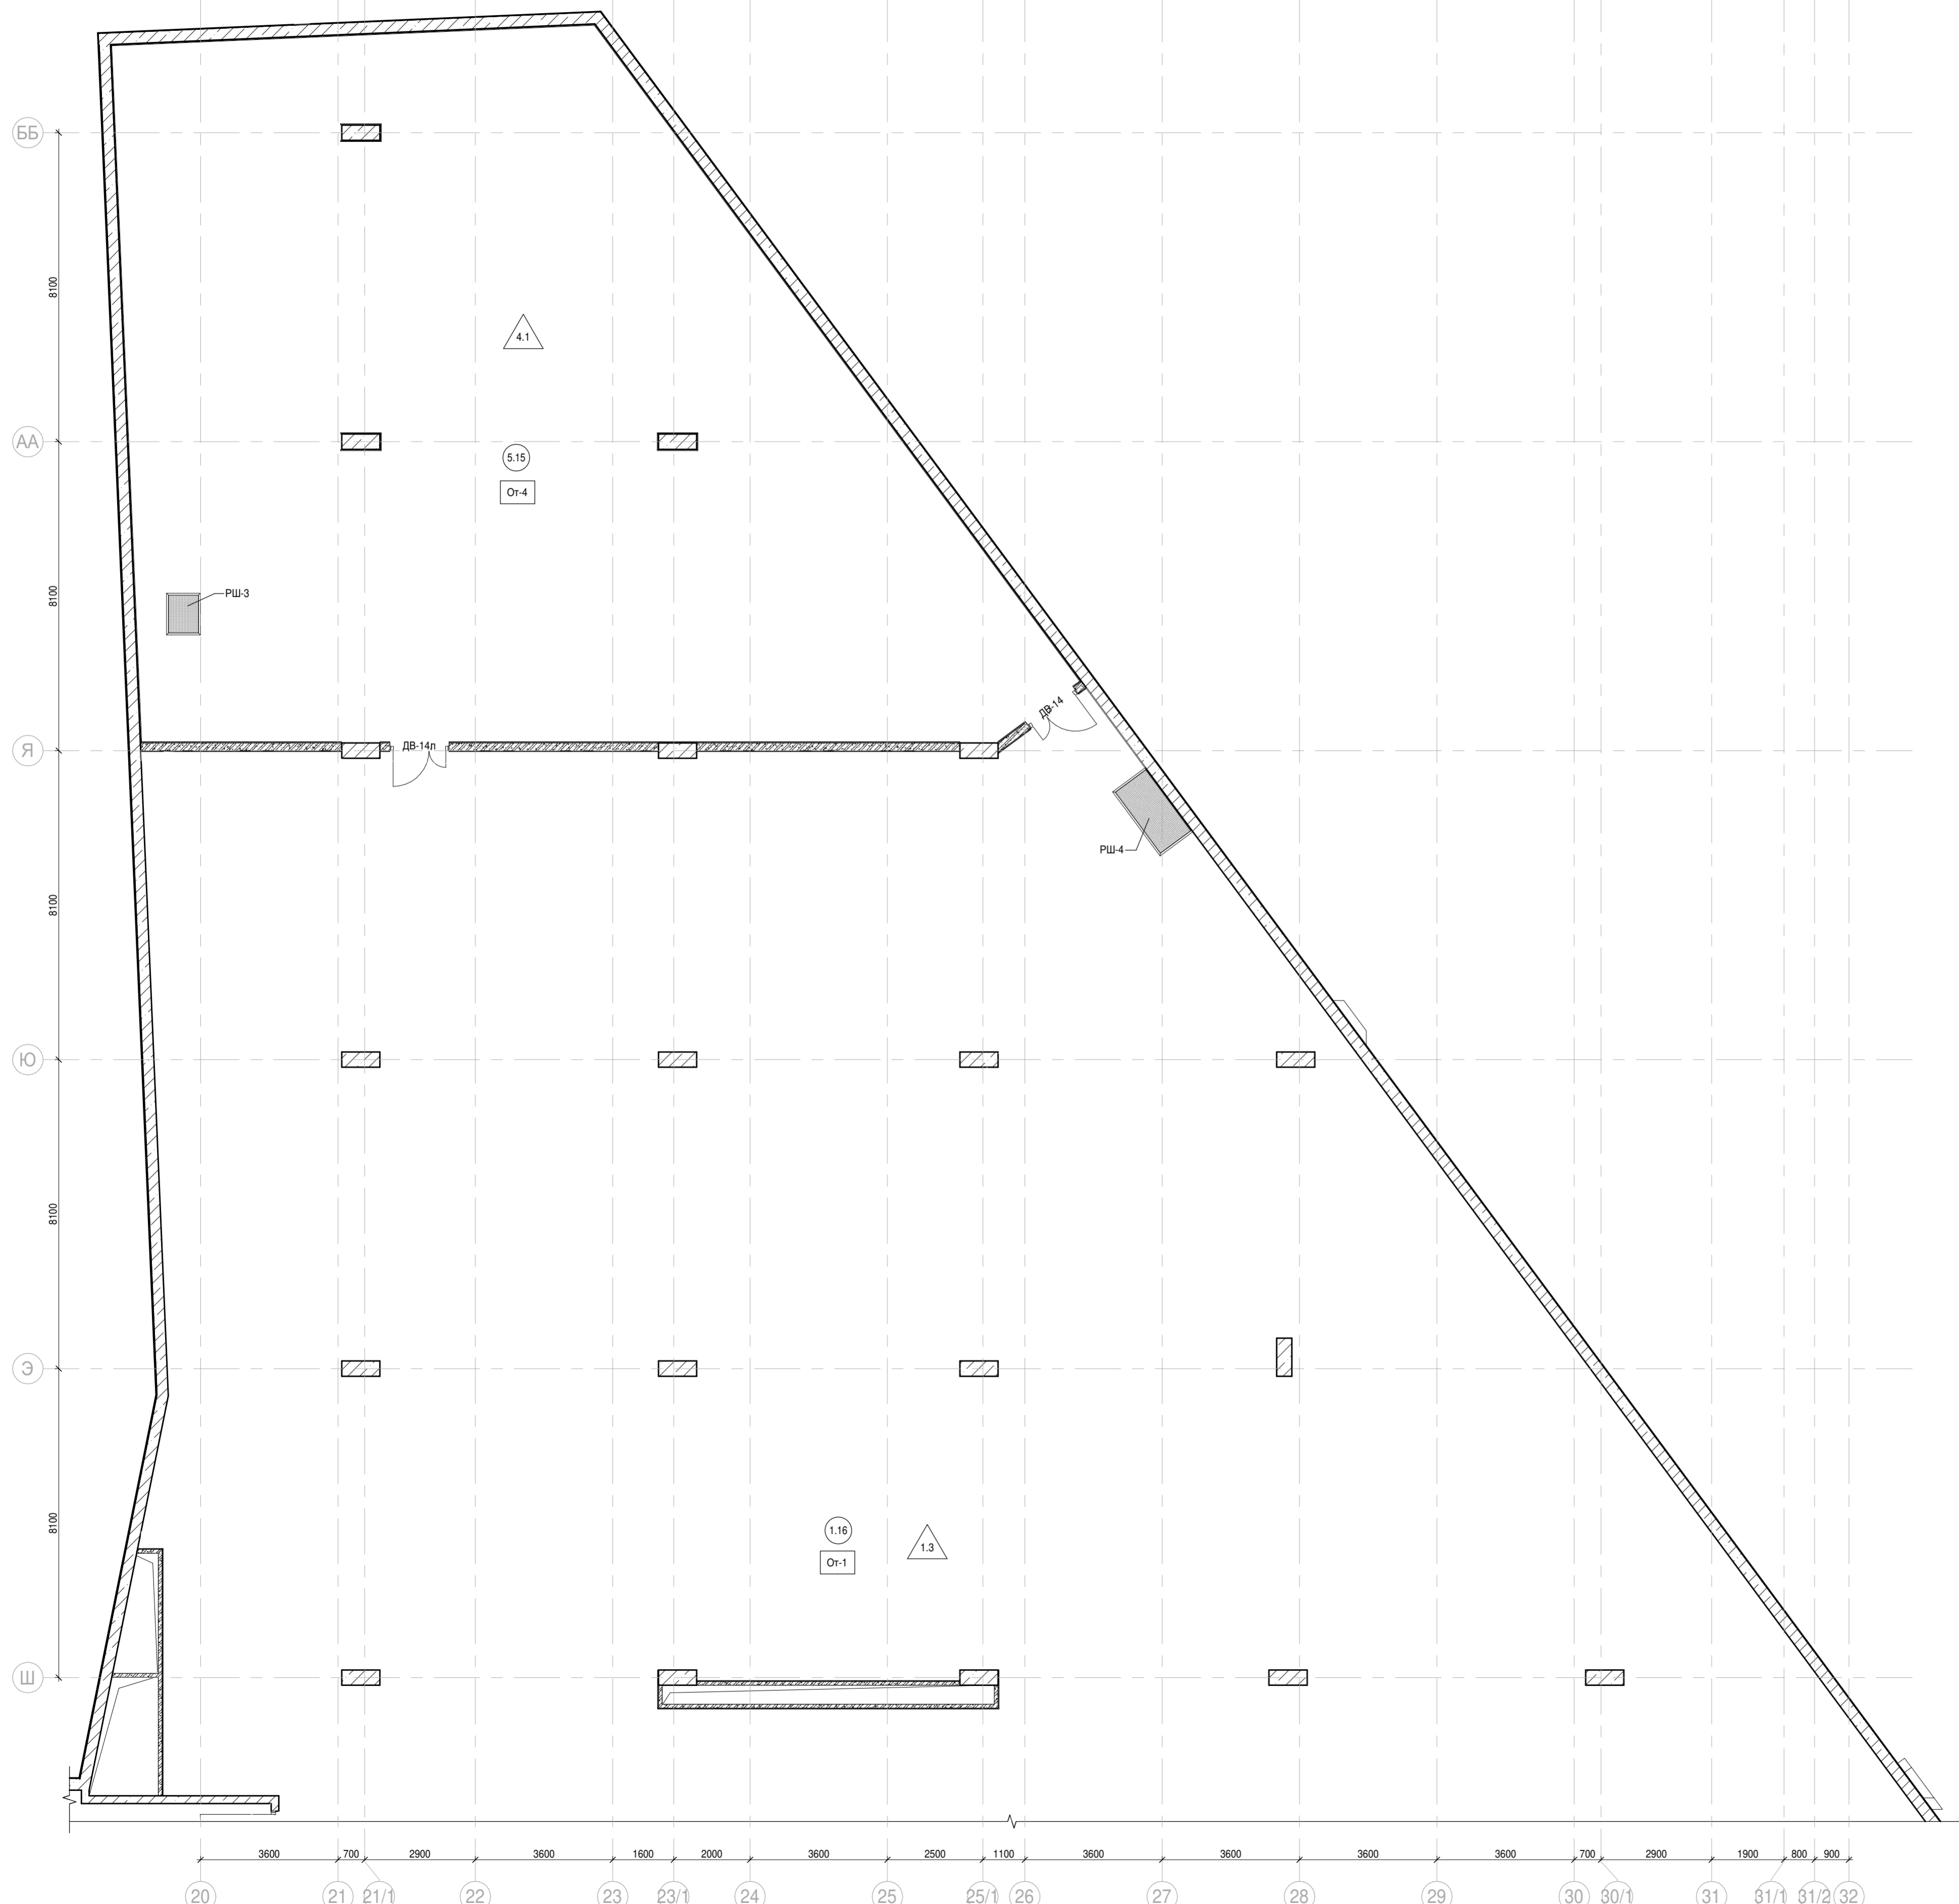 ББ
8100
4.1
АА
5.15
От-4
8100
РШ-3
ДВ-14
ДВ-14л
Я
РШ-4
8100
Ю
8100
Э
8100
1.16
1.3
От-1
Ш
3600 700 2900 3600 1600 2000 3600 2500 1100 3600 3600 3600 3600 700 2900 1900 800 900
20 21 21/1 22 23 23/1 24 25 25/1 26 27 28 29 30 30/1 31 31/1 31/2 32